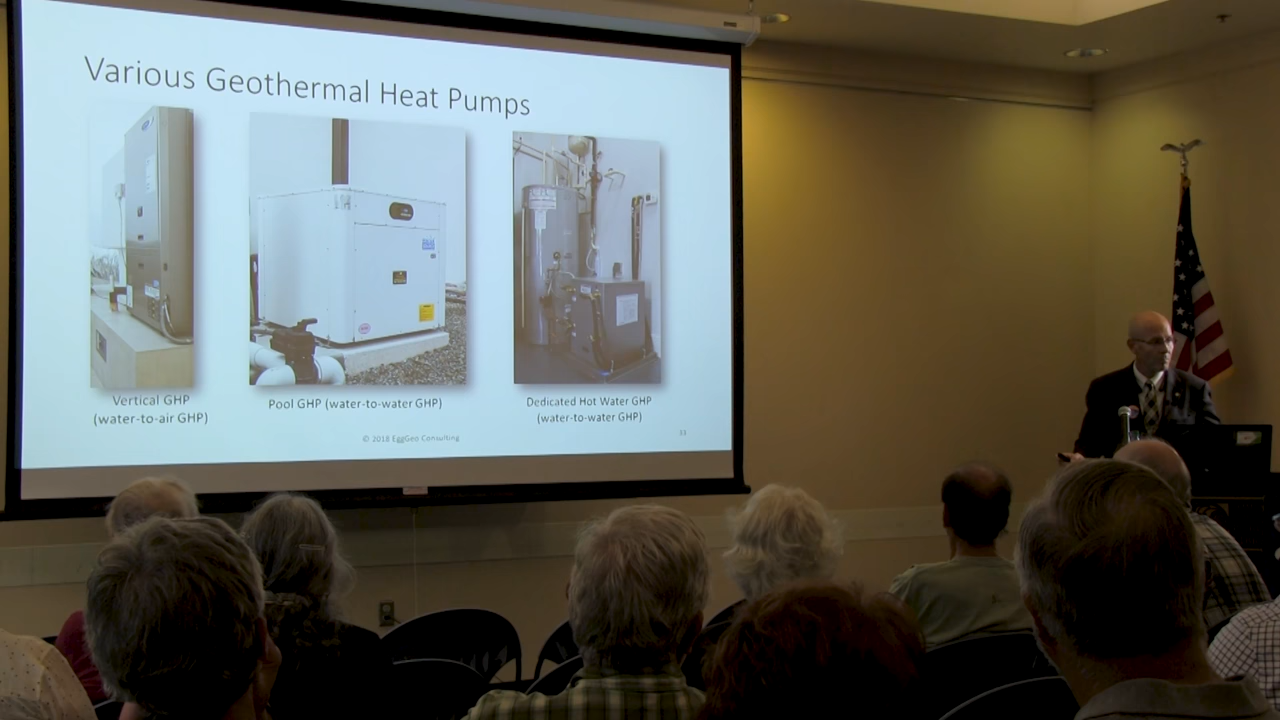 Various Geothermal Heat Pumps
Vertical GHP
(water-to-air GHP)
Pool GHP (water-to-water GHP)
Dedicated Hot Water GHP
(water-to-water GHP)
© 2018 EggGeo Consulting